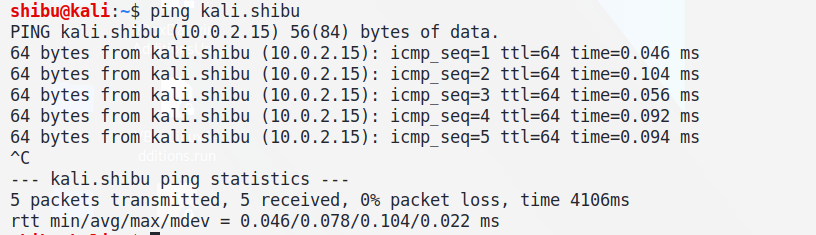 shibu@kali:~$ ping kali.shibu
PING kali.shibu (10.0.2.15) 56(84) bytes of data.
64 bytes from kali.shibu (10.0.2.15): icmp_seq=1 ttl=64 time=0.046 ms
64 bytes from kali.shibu (10.0.2.15): icmp_seq=2 ttl=64 time=0.104 ms
64 bytes from kali.shibu (10.0.2.15): icmp_seq=3 ttl=64 time=0.056 ms
64 bytes from kali.shibu (10.0.2.15): icmp_seq=4 ttl=64 time=0.092 ms
64 bytes from kali.shibu (10.0.2.15): icmp_seq=5 ttl=64 time=0.094 ms
^C
dditions.run
--- kali.shibu ping statistics ---
5 packets transmitted, 5 received, 0% packet loss, time 4106ms
rtt min/avg/max/mdev = 0.046/0.078/0.104/0.022 ms